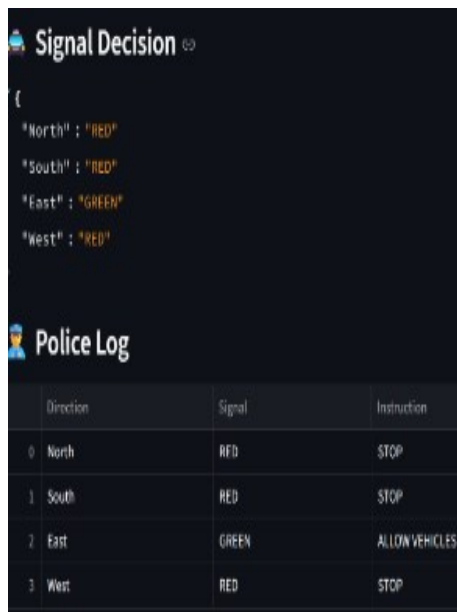 Signal Decision
{
"North" : "RED"
"South" : "RED"
"East" : "GREEN"
"West" : "RED"
Police Log
Direction Signal Instruction
0 North RED STOP
1 South RED STOP
2 East GREEN ALLOW VEHICLES
3 West RED STOP